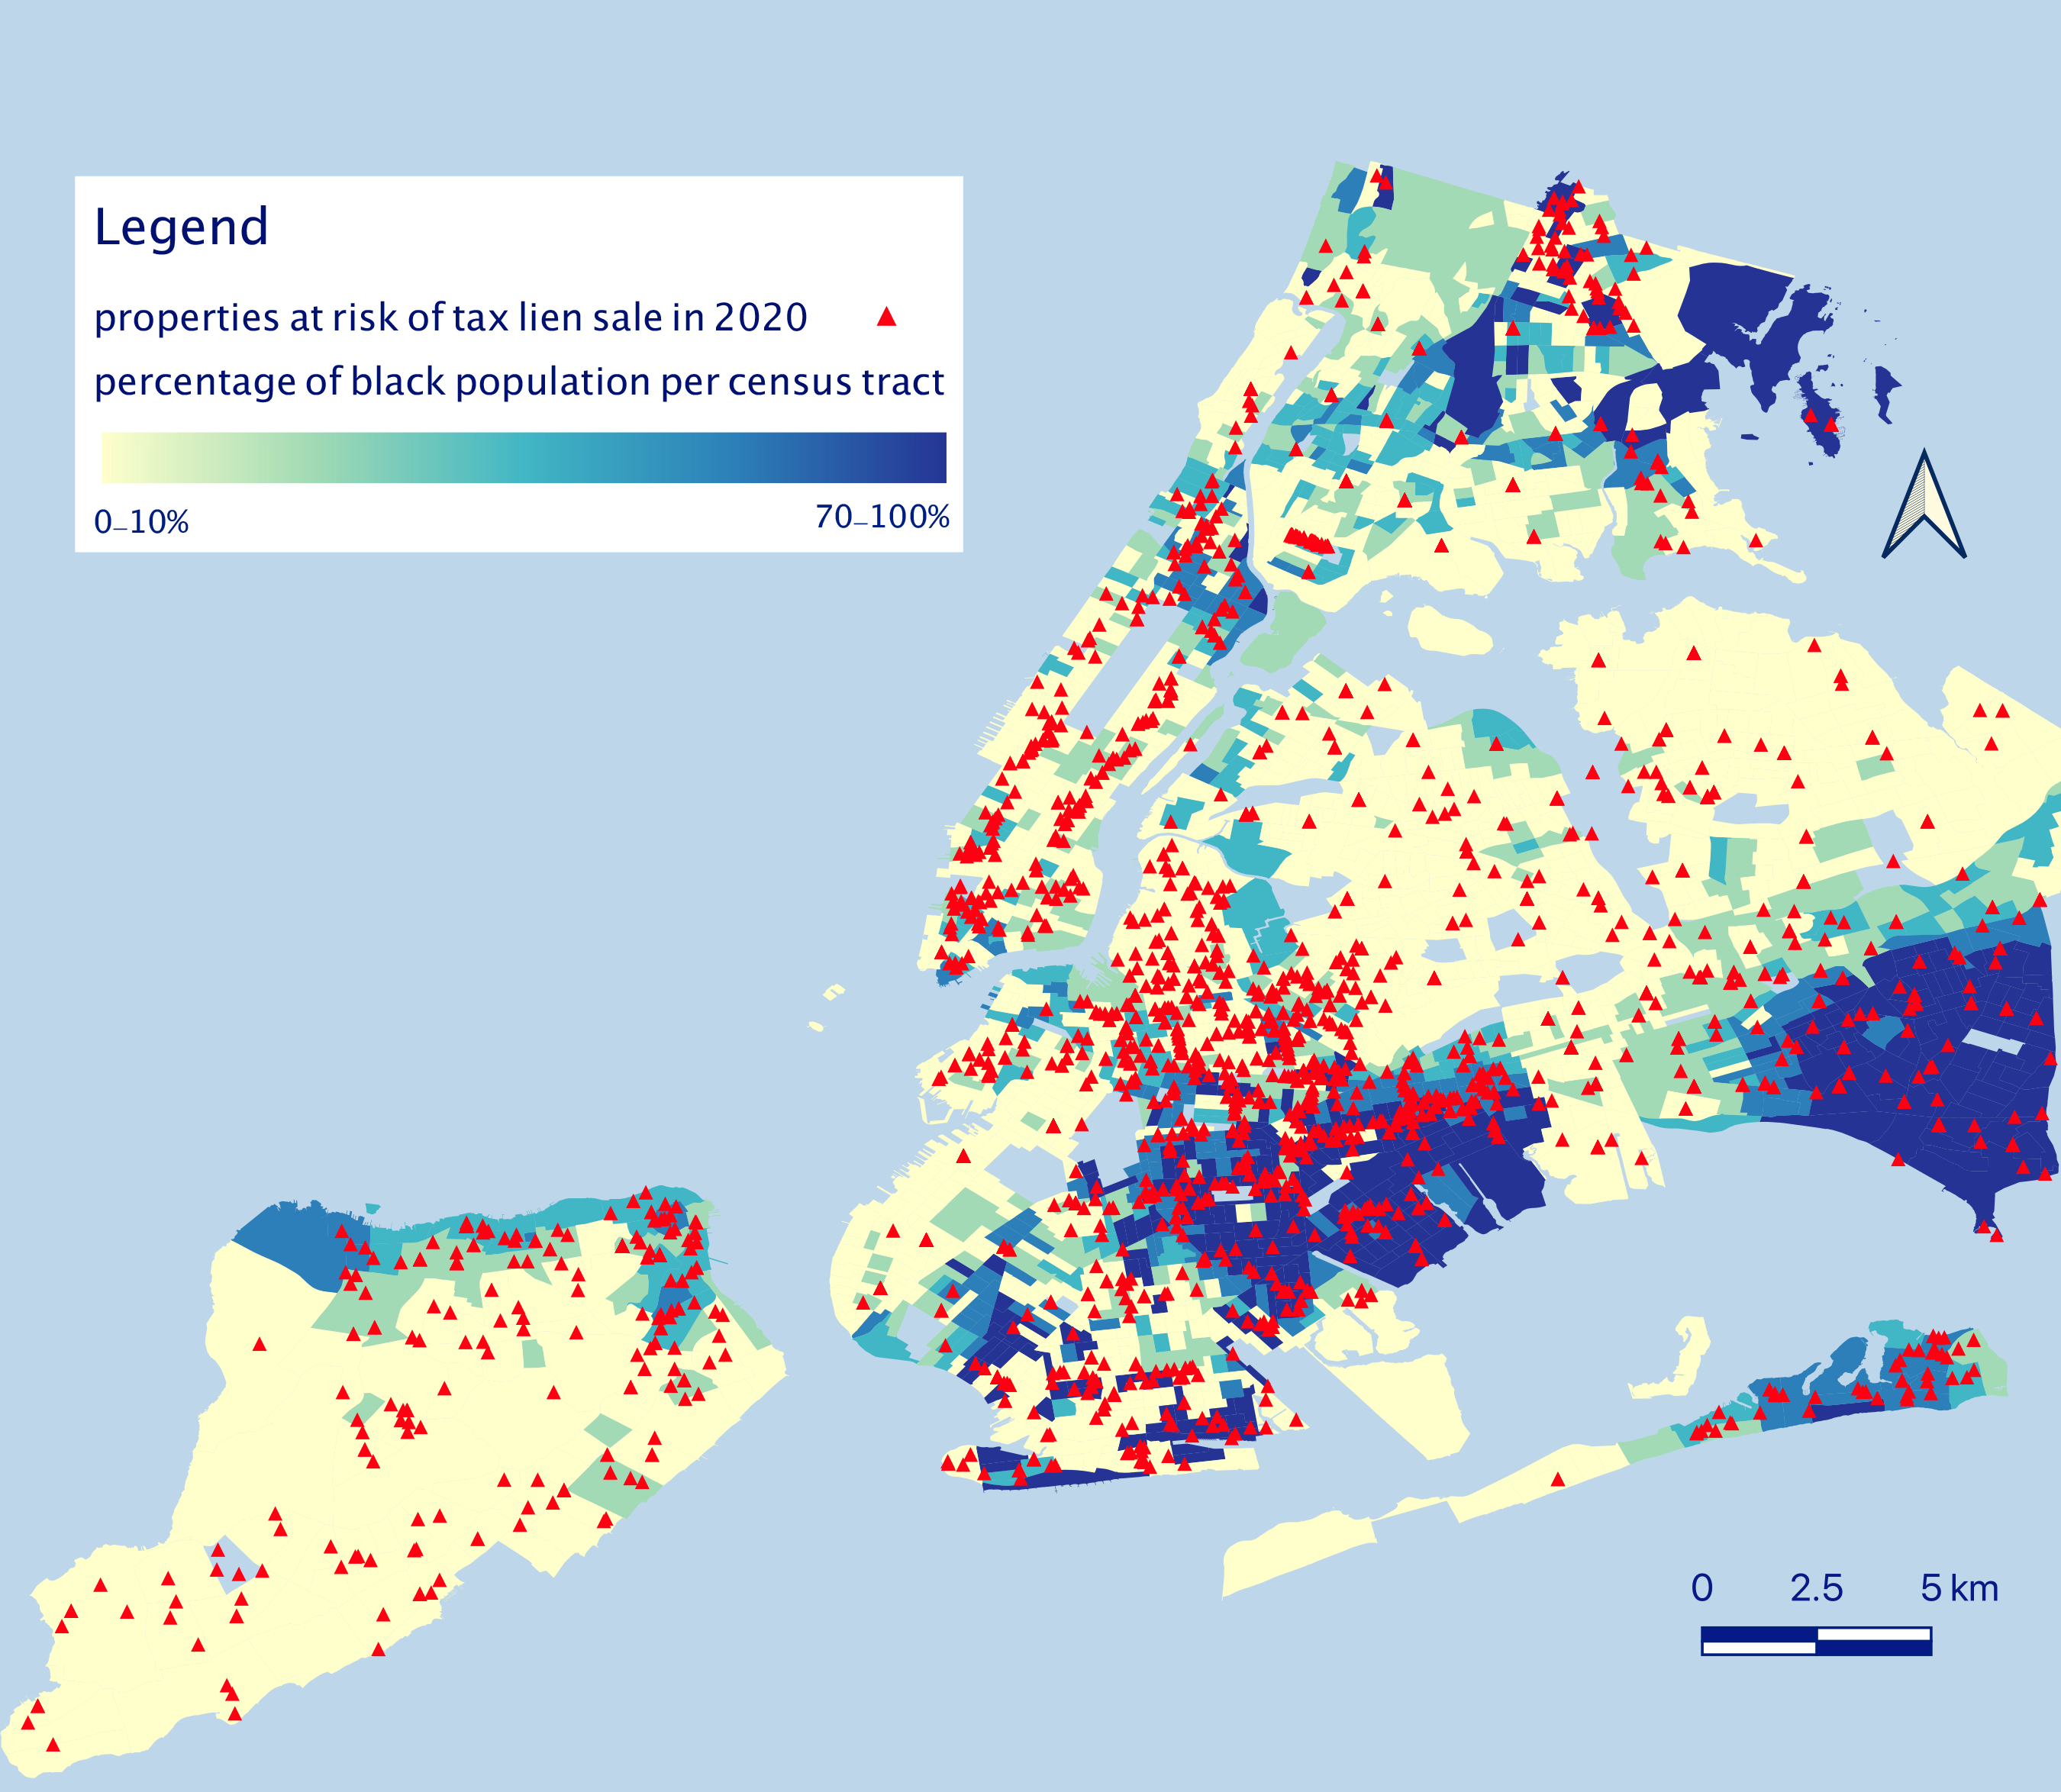 Legend
properties at risk of tax lien sale in 2020
percentage of black population per census tract
0–10% 70–100%
0 2.5 5 km